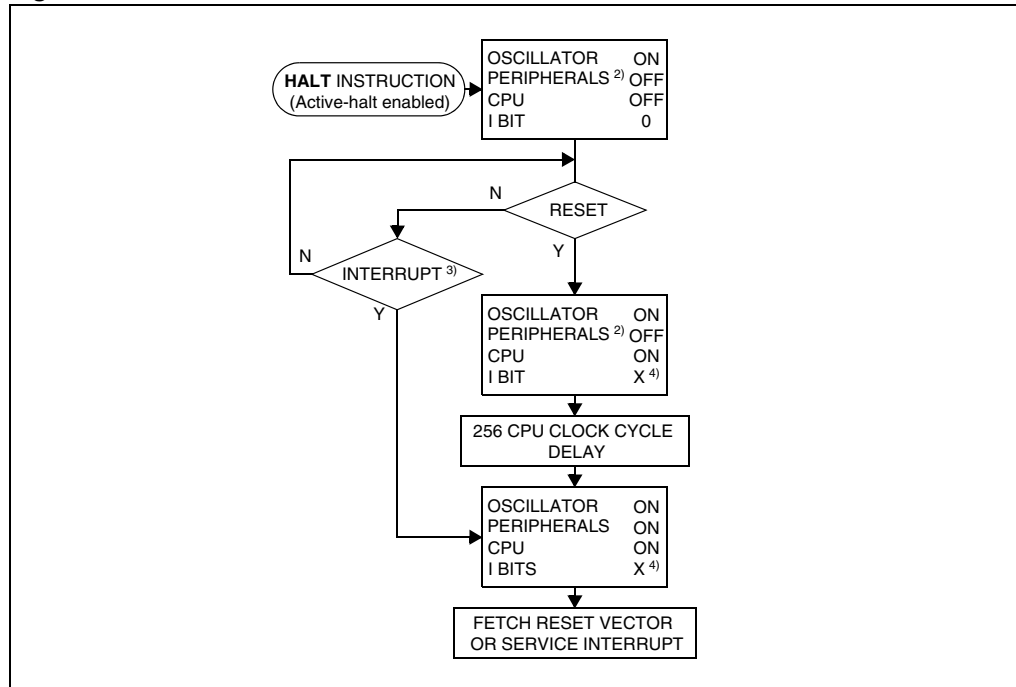 HALT INSTRUCTION
(Active-halt enabled)
OSCILLATOR ON
PERIPHERALS 2) OFF
CPU OFF
I BIT 0
N
RESET
Y
N
INTERRUPT 3)
Y
OSCILLATOR ON
PERIPHERALS 2) OFF
CPU ON
I BIT X 4)
256 CPU CLOCK CYCLE
DELAY
OSCILLATOR ON
PERIPHERALS ON
CPU ON
I BITS X 4)
FETCH RESET VECTOR
OR SERVICE INTERRUPT